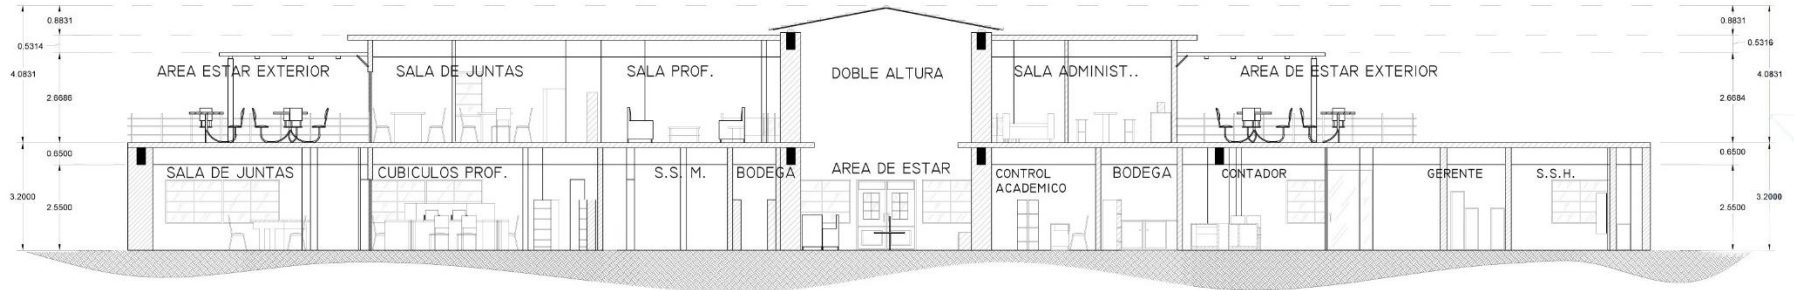 0.8831
0.8831
0.5314
0.5316
4.0831
4.0831
AREA ESTAR EXTERIOR
SALA DE JUNTAS
SALA PROF.
DOBLE ALTURA
SALA ADMINIST..
AREA DE ESTAR EXTERIOR
2.6686
2.6684
0.6500
0.6500
SALA DE JUNTAS
CUBICULOS PROF.
S.S. M.
BODEGA
AREA DE ESTAR
CONTROL
ACADEMICO
BODEGA
CONTADOR
GERENTE
S.S.H.
3.2000
3.2000
2.5500
2.5500